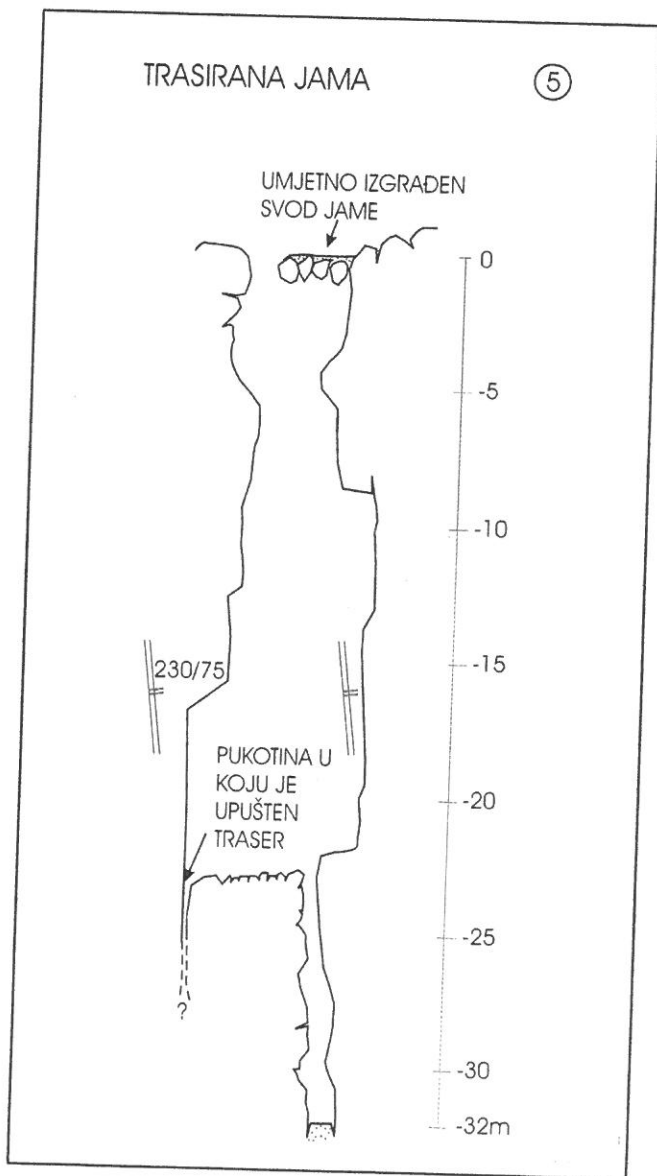 TRASIRANA JAMA
5
UMJETNO IZGRAĐEN
SVOD JAME
0
-5
-10
-15
230/75
PUKOTINA U
KOJU JE
UPUŠTEN
TRASER
-20
-25
?
-30
-32m